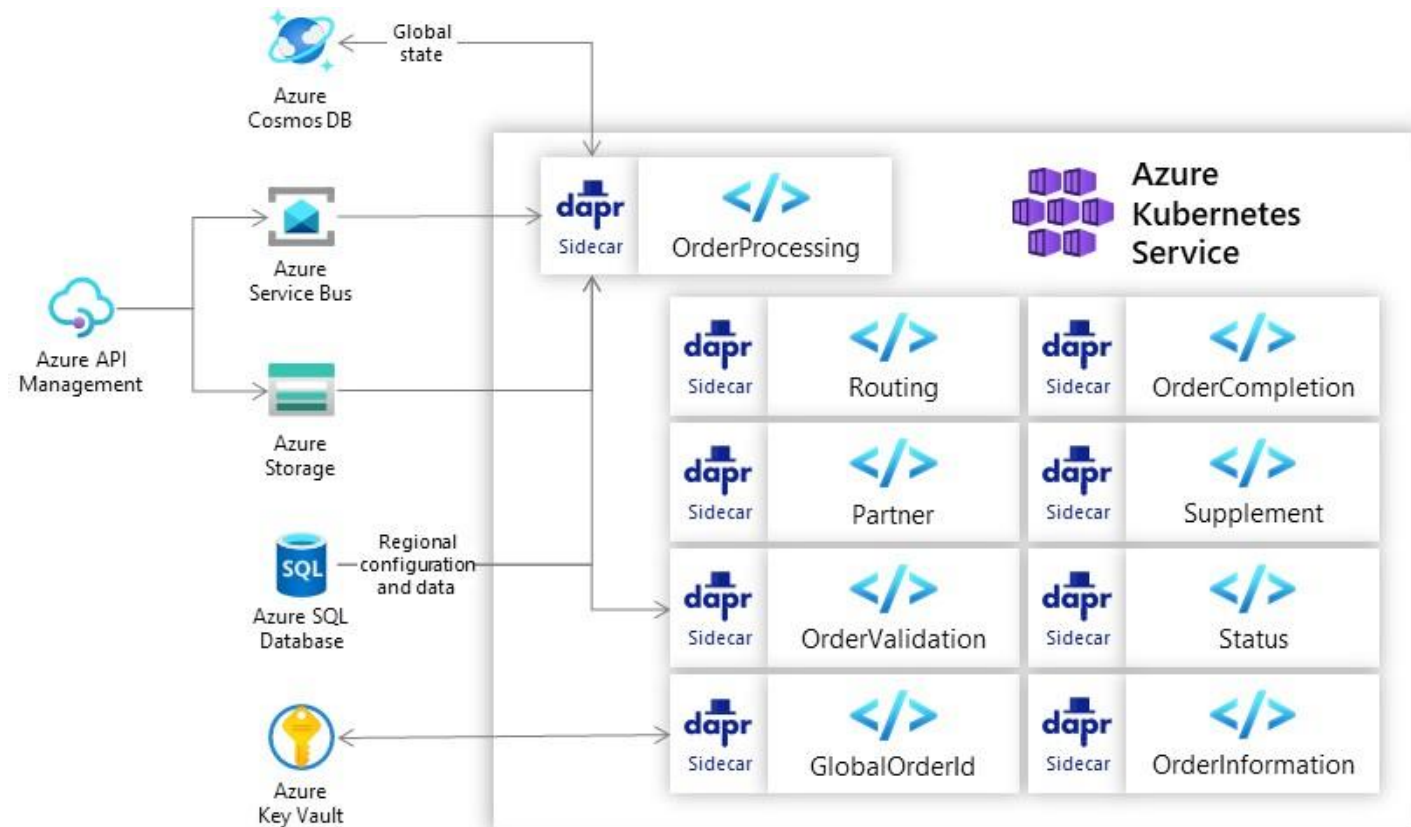 Global
state
Azure
Cosmos DB
dapr
Sidecar
OrderProcessing
Azure
Kubernetes
Service
Azure
Service Bus
Azure API
Management
Azure
Storage
dapr
Sidecar
Routing
dapr
Sidecar
OrderCompletion
dapr
Sidecar
Partner
dapr
Sidecar
Supplement
SQL
Azure SQL
Database
Regional
configuration
and data
dapr
Sidecar
OrderValidation
dapr
Sidecar
Status
Azure
Key Vault
dapr
Sidecar
GlobalOrderId
dapr
Sidecar
OrderInformation